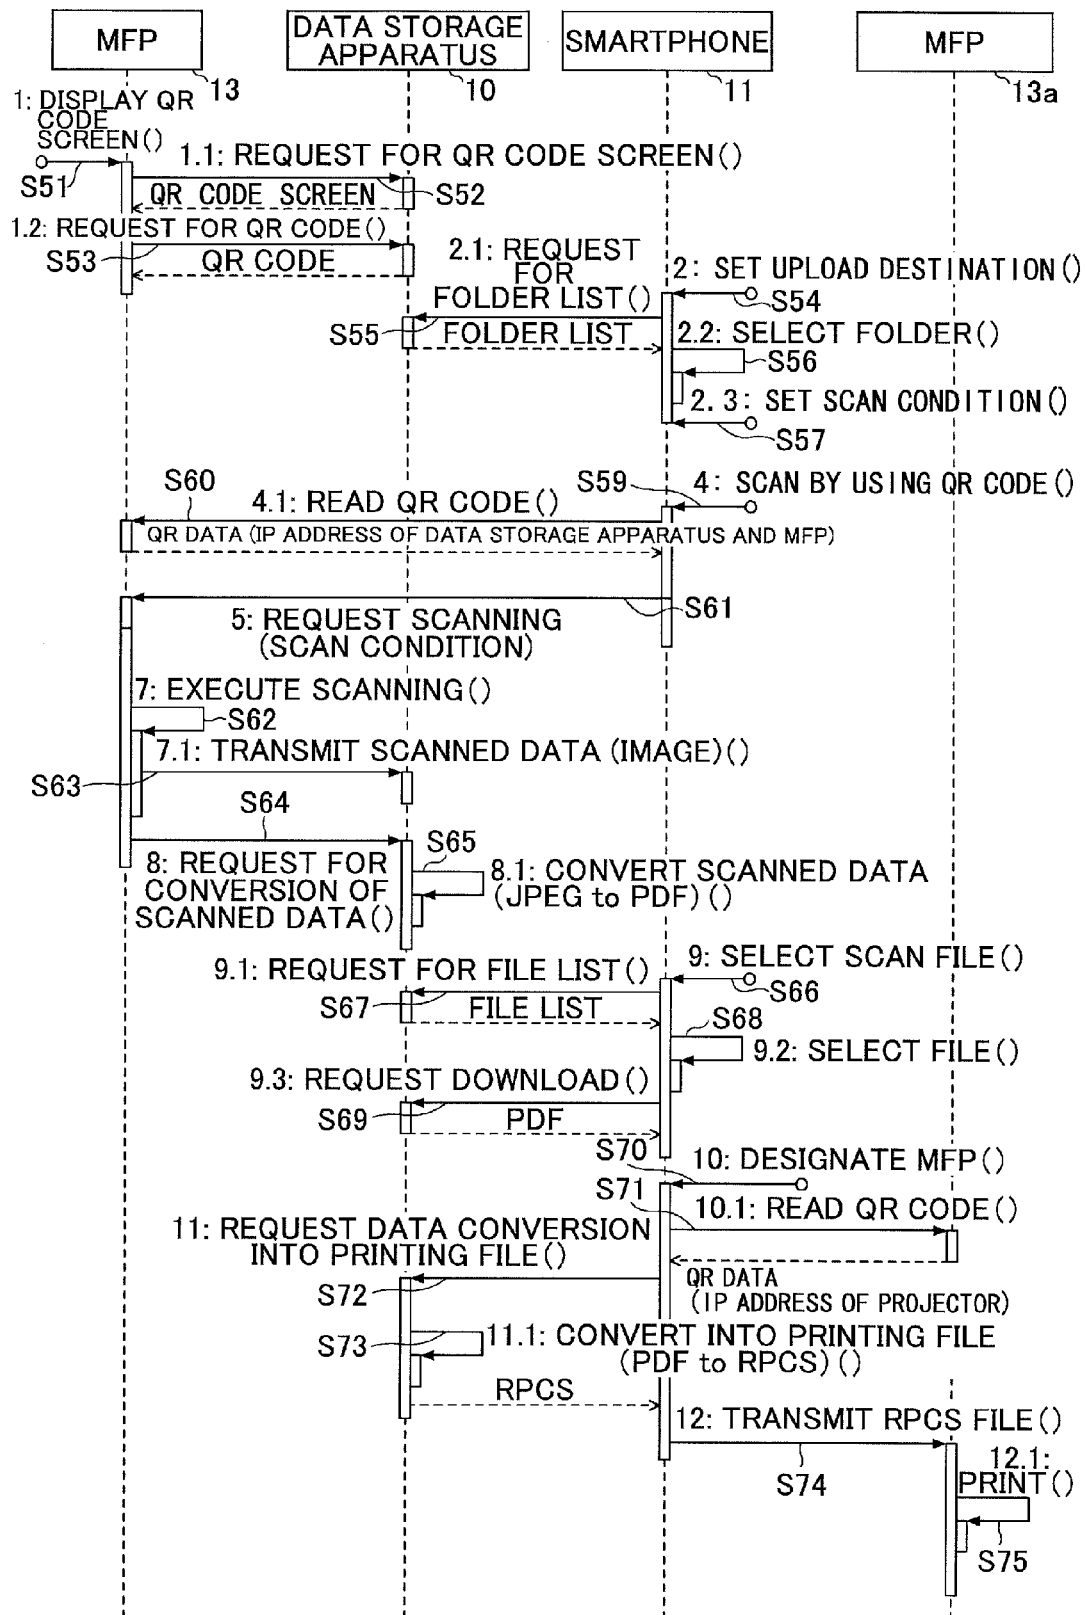 MFP
13
DATA STORAGE
APPARATUS
10
SMARTPHONE
11
MFP
13a
1: DISPLAY QR
CODE
SCREEN()
S51
1.1: REQUEST FOR QR CODE SCREEN()
S52
QR CODE SCREEN
1.2: REQUEST FOR QR CODE()
S53
QR CODE
2: SET UPLOAD DESTINATION()
S54
2.1: REQUEST
FOR
FOLDER LIST()
S55
FOLDER LIST
2.2: SELECT FOLDER()
S56
2.3: SET SCAN CONDITION()
S57
4: SCAN BY USING QR CODE()
S59
S60
4.1: READ QR CODE()
QR DATA (IP ADDRESS OF DATA STORAGE APPARATUS AND MFP)
S61
5: REQUEST SCANNING
(SCAN CONDITION)
7: EXECUTE SCANNING()
S62
7.1: TRANSMIT SCANNED DATA (IMAGE)()
S63
S64
8: REQUEST FOR
CONVERSION OF
SCANNED DATA()
S65
8.1: CONVERT SCANNED DATA
(JPEG to PDF)()
9: SELECT SCAN FILE()
S66
9.1: REQUEST FOR FILE LIST()
S67
FILE LIST
S68
9.2: SELECT FILE()
9.3: REQUEST DOWNLOAD()
S69
PDF
S70
10: DESIGNATE MFP()
S71
10.1: READ QR CODE()
QR DATA
(IP ADDRESS OF PROJECTOR)
11: REQUEST DATA CONVERSION
INTO PRINTING FILE()
S72
S73
11.1: CONVERT INTO PRINTING FILE
(PDF to RPCS)()
RPCS
12: TRANSMIT RPCS FILE()
S74
12.1:
PRINT()
S75